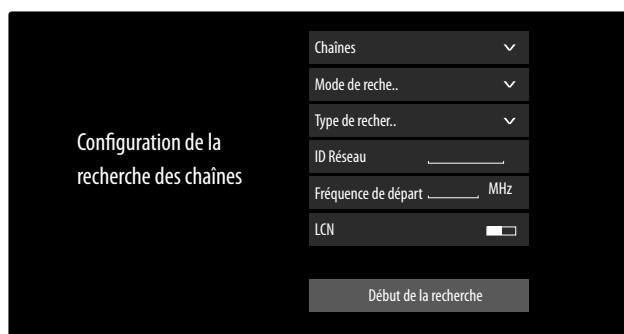 Configuration de la
recherche des chaînes
Chaînes
Mode de reche..
Type de recher..
ID Réseau
Fréquence de départ MHz
LCN
Début de la recherche